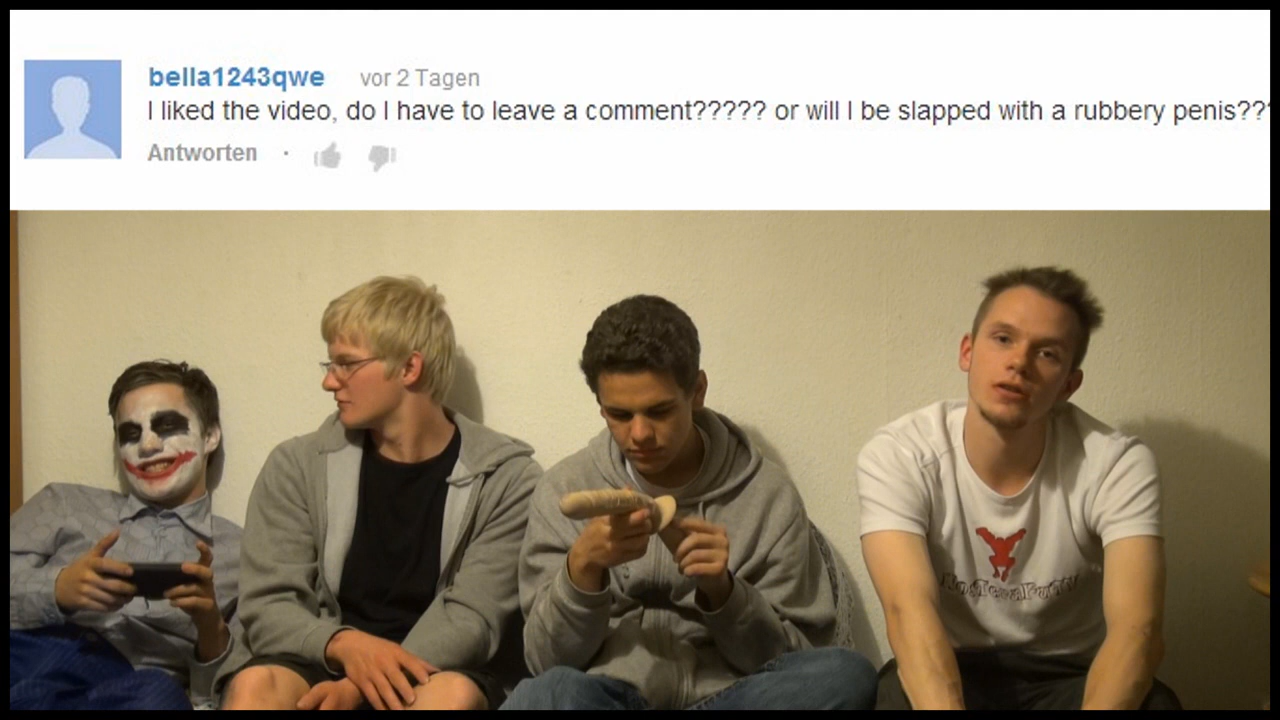 bella1243qwe vor 2 Tagen
I liked the video, do I have to leave a comment????? or will I be slapped with a rubbery penis???
Antworten ·